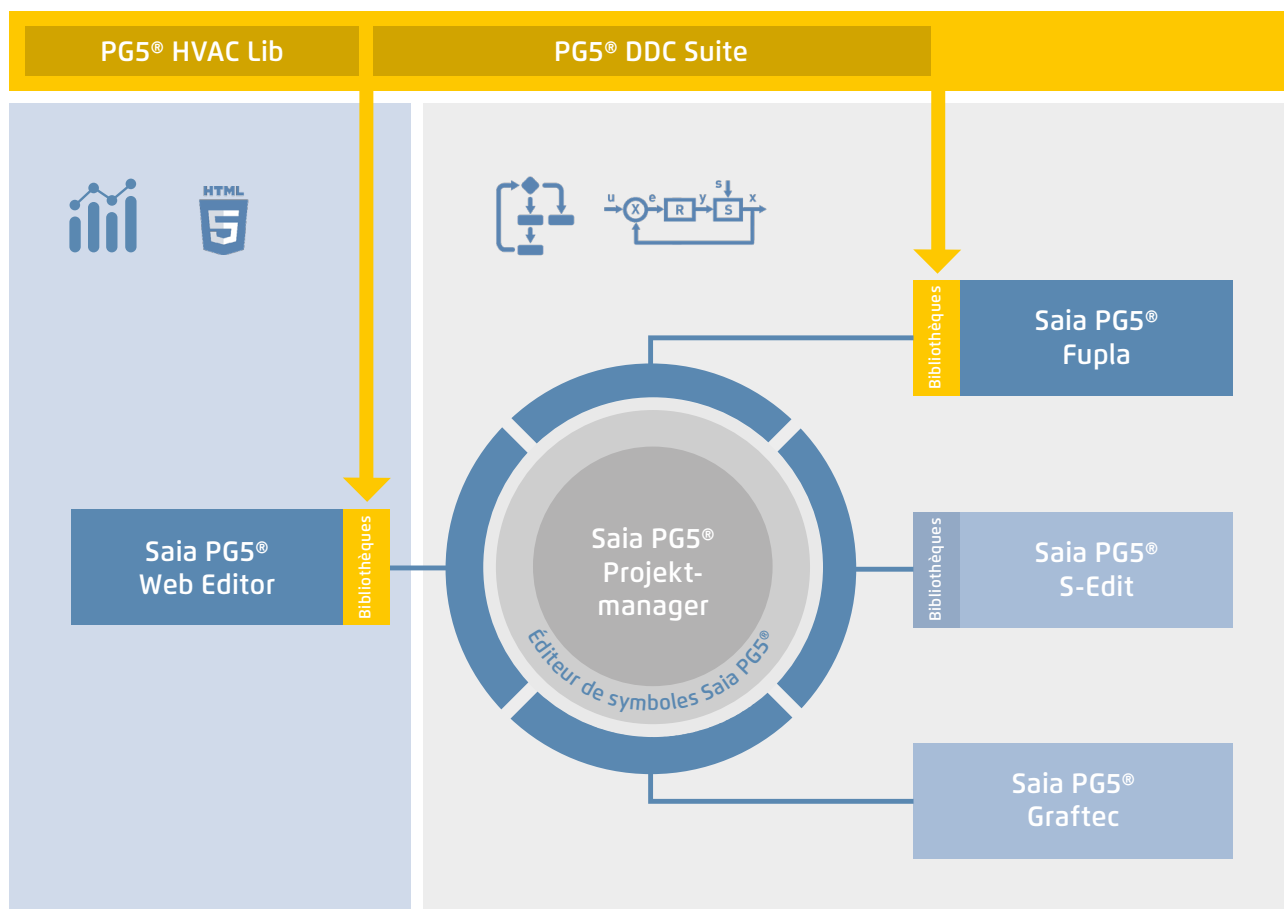 PG5® HVAC Lib
PG5® DDC Suite
HTML
5
u
X
e
R
y
s
S
x
Bibliothèques
Saia PG5®
Fupla
Saia PG5®
Web Editor
Bibliothèques
Saia PG5®
Projekt-
manager
Éditeur de symboles Saia PG5®
Bibliothèques
Saia PG5®
S-Edit
Saia PG5®
Graftec